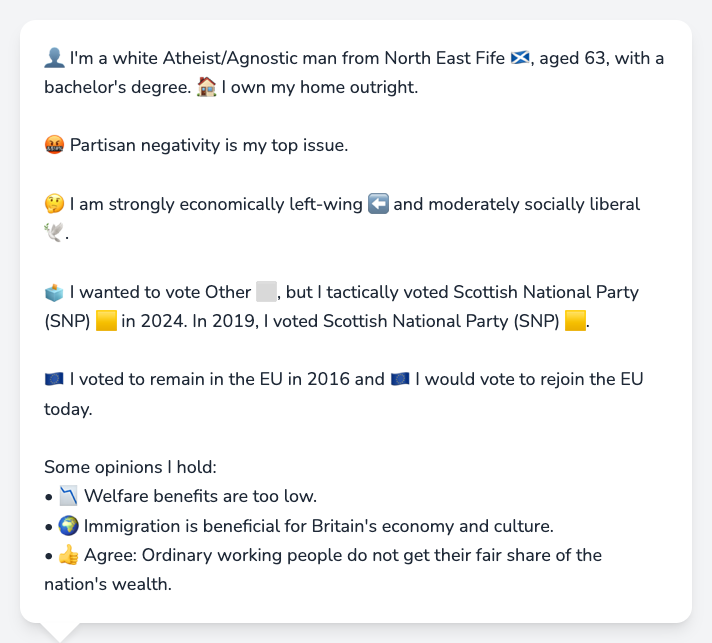 👤 I'm a white Atheist/Agnostic man from North East Fife 🏴󠁧󠁢󠁳󠁣󠁴󠁿, aged 63, with a
bachelor's degree. 🏠 I own my home outright.
🤬 Partisan negativity is my top issue.
🤔 I am strongly economically left-wing ⬅️ and moderately socially liberal
🕊️.
🗳️ I wanted to vote Other ⬜, but I tactically voted Scottish National Party
(SNP) 🟨 in 2024. In 2019, I voted Scottish National Party (SNP) 🟨.
🇪🇺 I voted to remain in the EU in 2016 and 🇪🇺 I would vote to rejoin the EU
today.
Some opinions I hold:
• 📉 Welfare benefits are too low.
• 🌍 Immigration is beneficial for Britain's economy and culture.
• 👍 Agree: Ordinary working people do not get their fair share of the
nation's wealth.